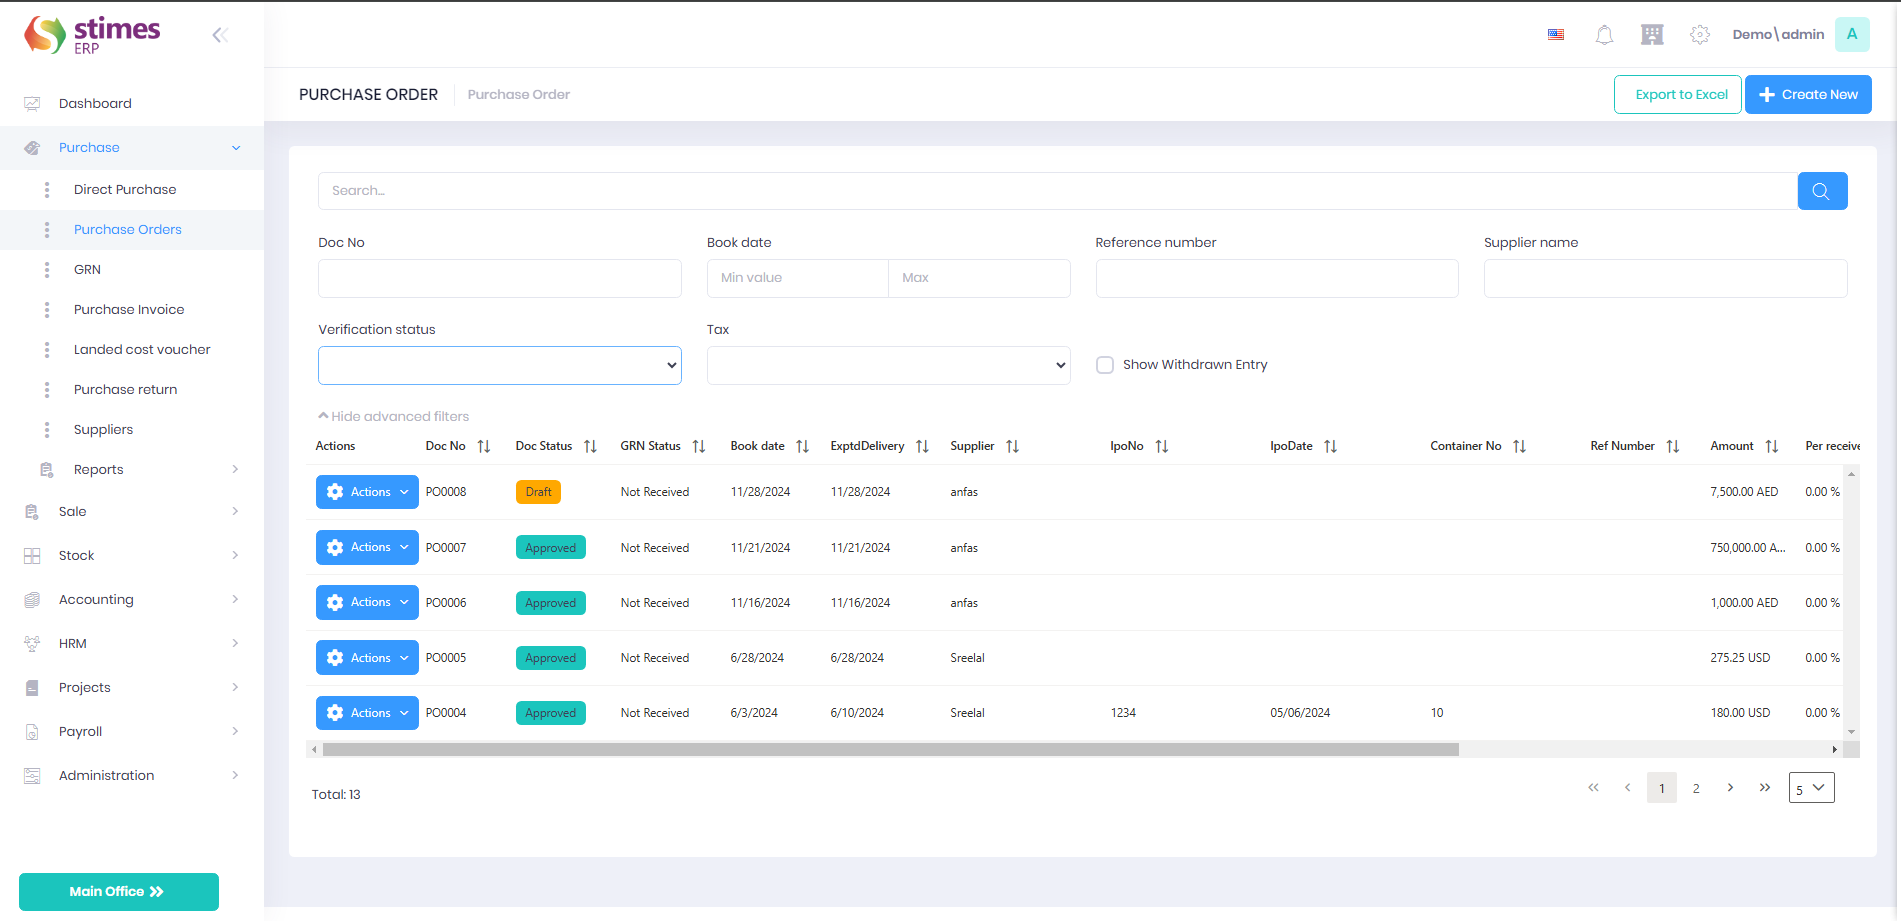 stimes
ERP
Demo\admin
A
Dashboard
Purchase
Direct Purchase
Purchase Orders
GRN
Purchase Invoice
Landed cost voucher
Purchase return
Suppliers
Reports
Sale
Stock
Accounting
HRM
Projects
Payroll
Administration
Main Office
PURCHASE ORDER Purchase Order
Export to Excel Create New
Search...
Doc No Book date Reference number Supplier name
Min value Max
Verification status Tax
Show Withdrawn Entry
Hide advanced filters
Actions Doc No Doc Status GRN Status Book date ExptdDelivery Supplier IpoNo IpoDate Container No Ref Number Amount Per receive
Actions PO0008 Draft Not Received 11/28/2024 11/28/2024 anfas 7,500.00 AED 0.00 %
Actions PO0007 Approved Not Received 11/21/2024 11/21/2024 anfas 750,000.00 A... 0.00 %
Actions PO0006 Approved Not Received 11/16/2024 11/16/2024 anfas 1,000.00 AED 0.00 %
Actions PO0005 Approved Not Received 6/28/2024 6/28/2024 Sreelal 275.25 USD 0.00 %
Actions PO0004 Approved Not Received 6/3/2024 6/10/2024 Sreelal 1234 05/06/2024 10 180.00 USD 0.00 %
Total: 13
1 2 5